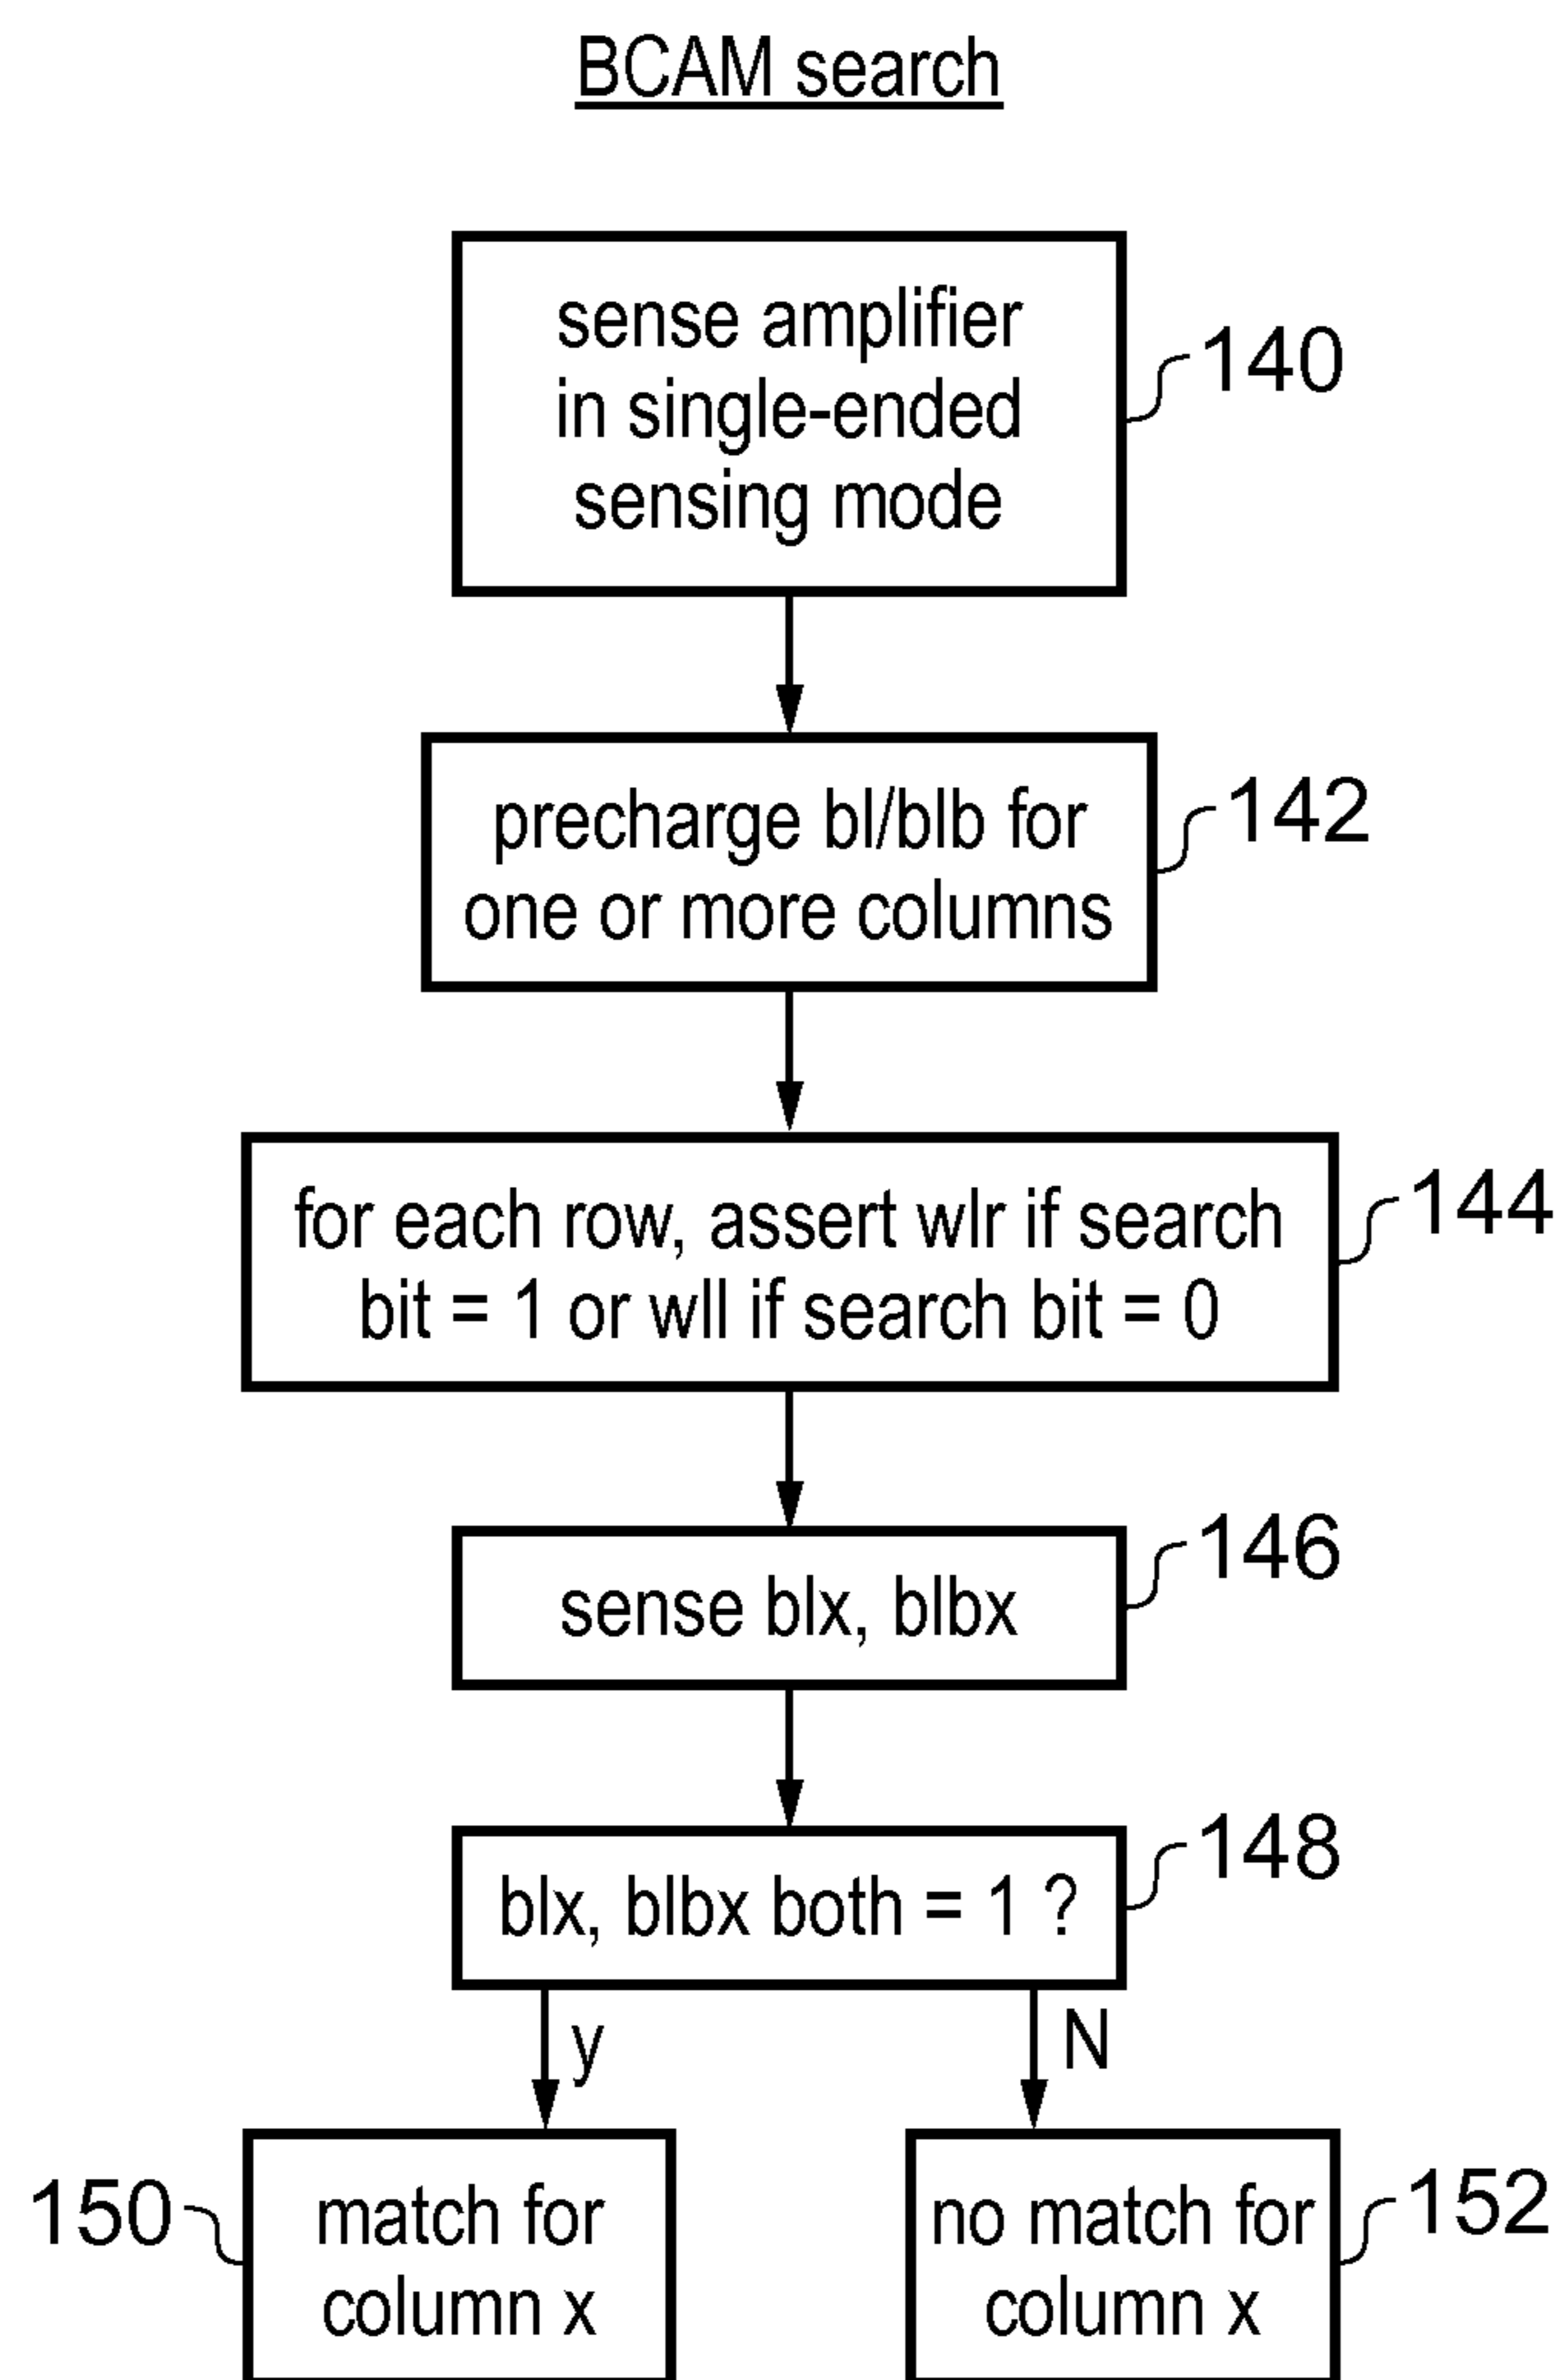 BCAM search
sense amplifier
in single-ended
sensing mode
140
precharge bl/blb for
one or more columns
142
for each row, assert wlr if search
bit = 1 or wll if search bit = 0
144
sense blx, blbx
146
blx, blbx both = 1 ?
148
y
N
150
match for
column x
no match for
column x
152